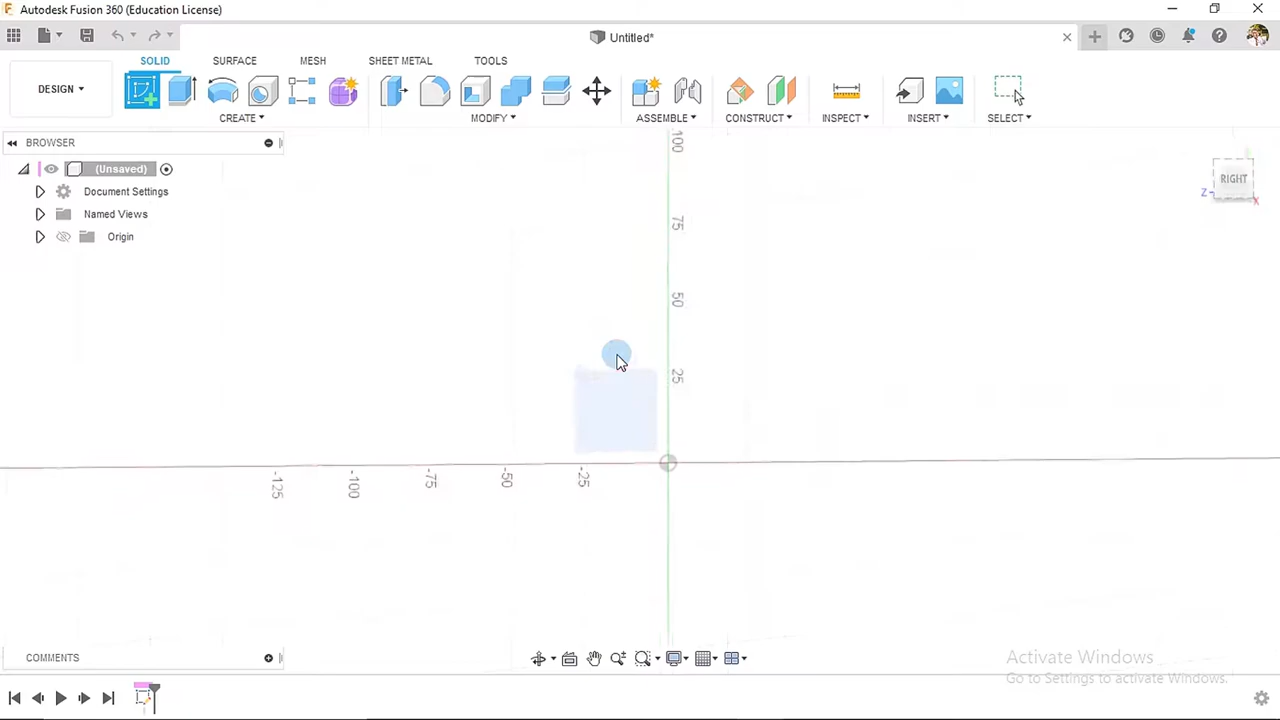 Autodesk Fusion 360 (Education License)
Untitled*
SOLID SURFACE MESH SHEET METAL TOOLS
DESIGN
CREATE MODIFY ASSEMBLE CONSTRUCT INSPECT INSERT SELECT
BROWSER
(Unsaved)
Document Settings
Named Views
Origin
100
75
50
25
-125 -100 -75 -50 -25
RIGHT
Z X
COMMENTS
Activate Windows
Go to Settings to activate Windows.